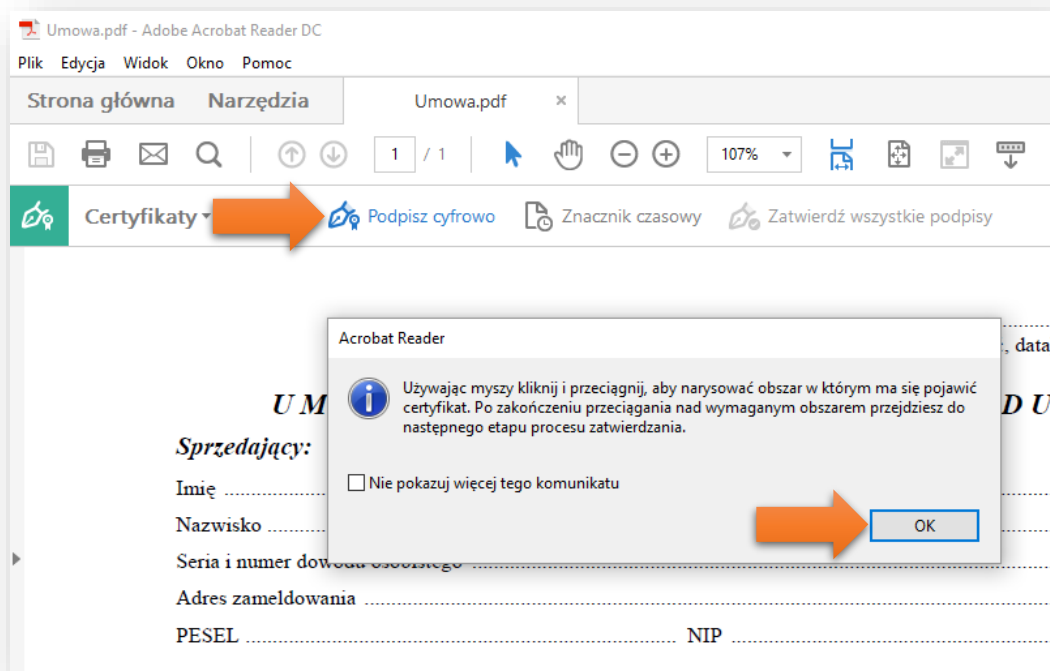 Umowa.pdf - Adobe Acrobat Reader DC
Plik Edycja Widok Okno Pomoc
Strona główna Narzędzia Umowa.pdf ×
1 / 1 107%
Certyfikaty Podpisz cyfrowo Znacznik czasowy Zatwierdź wszystkie podpisy
Acrobat Reader
, data
Używając myszy kliknij i przeciągnij, aby narysować obszar w którym ma się pojawić
certyfikat. Po zakończeniu przeciągania nad wymaganym obszarem przejdziesz do
następnego etapu procesu zatwierdzania.
U M D U
Sprzedający:
Nie pokazuj więcej tego komunikatu
Imię
Nazwisko
OK
Seria i numer dowodu osobistego
Adres zameldowania
PESEL NIP